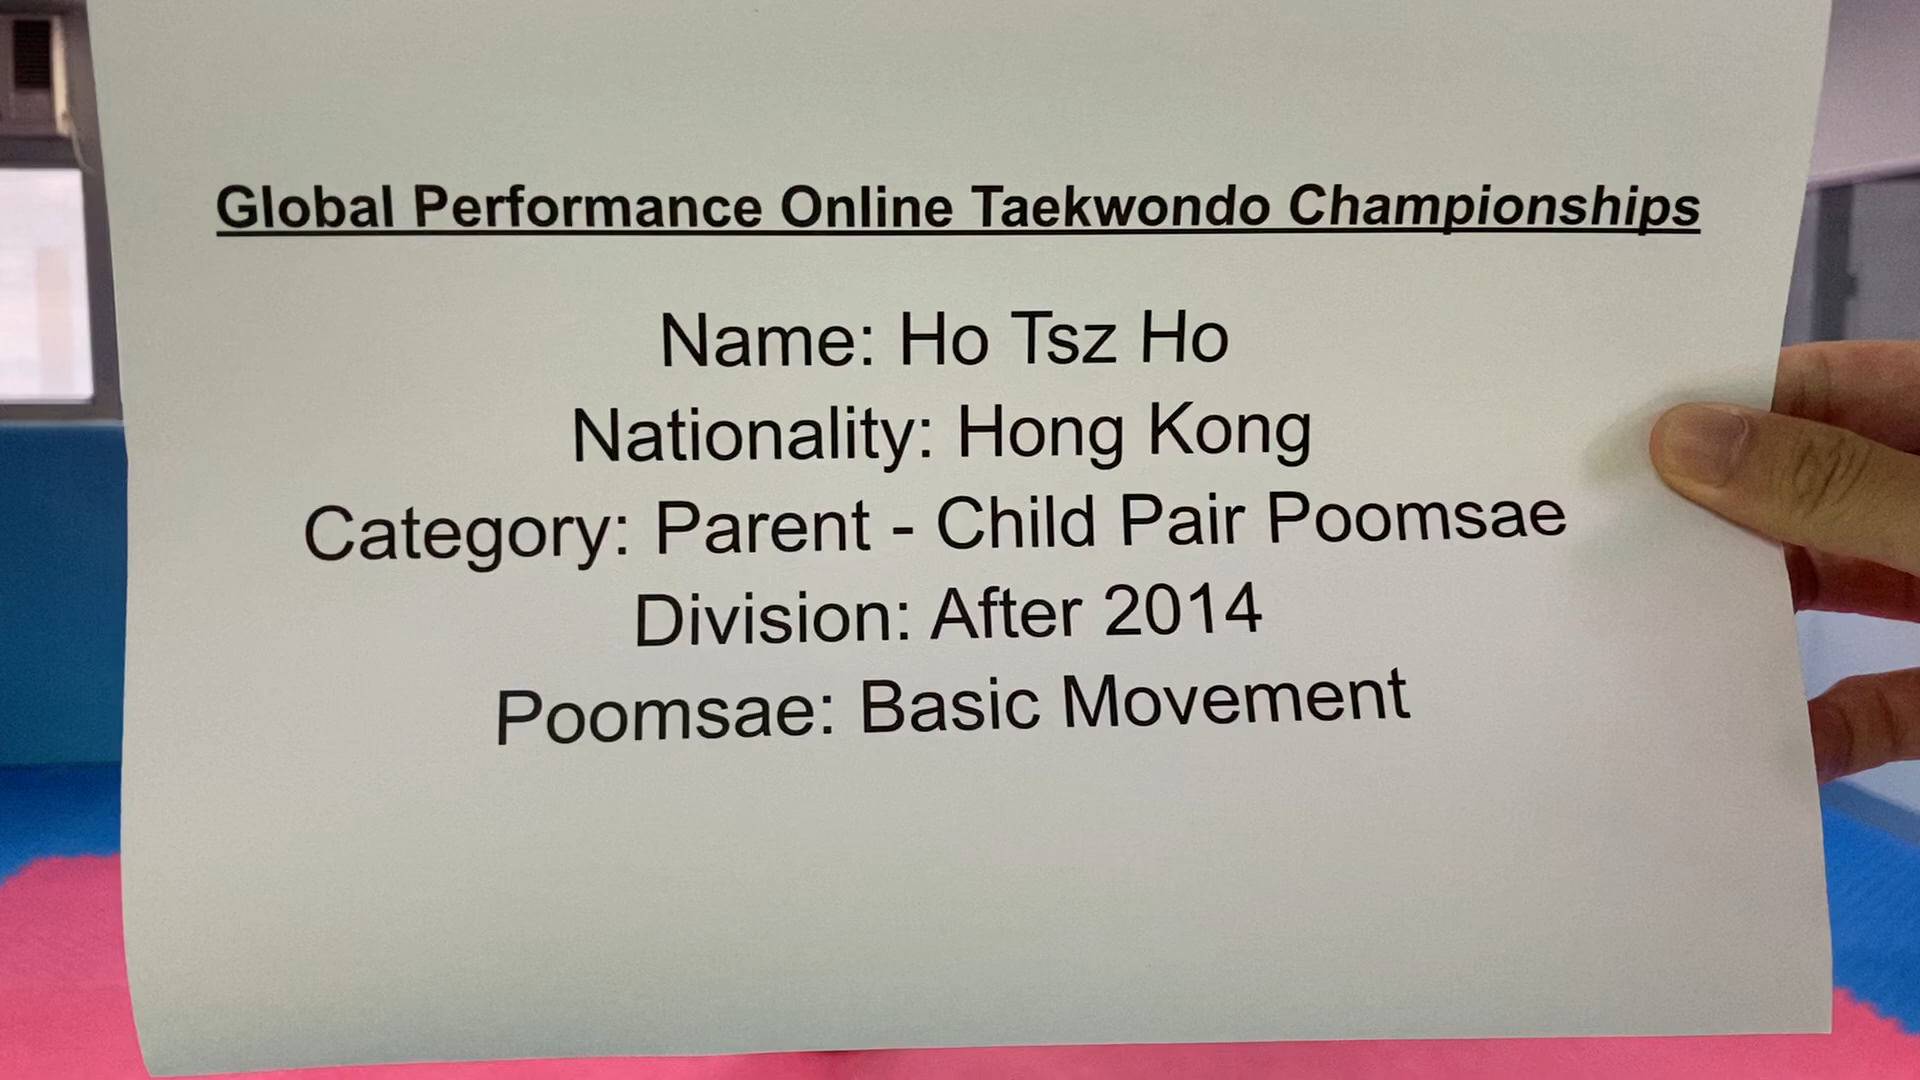 Global Performance Online Taekwondo Championships
Name: Ho Tsz Ho
Nationality: Hong Kong
Category: Parent - Child Pair Poomsae
Division: After 2014
Poomsae: Basic Movement